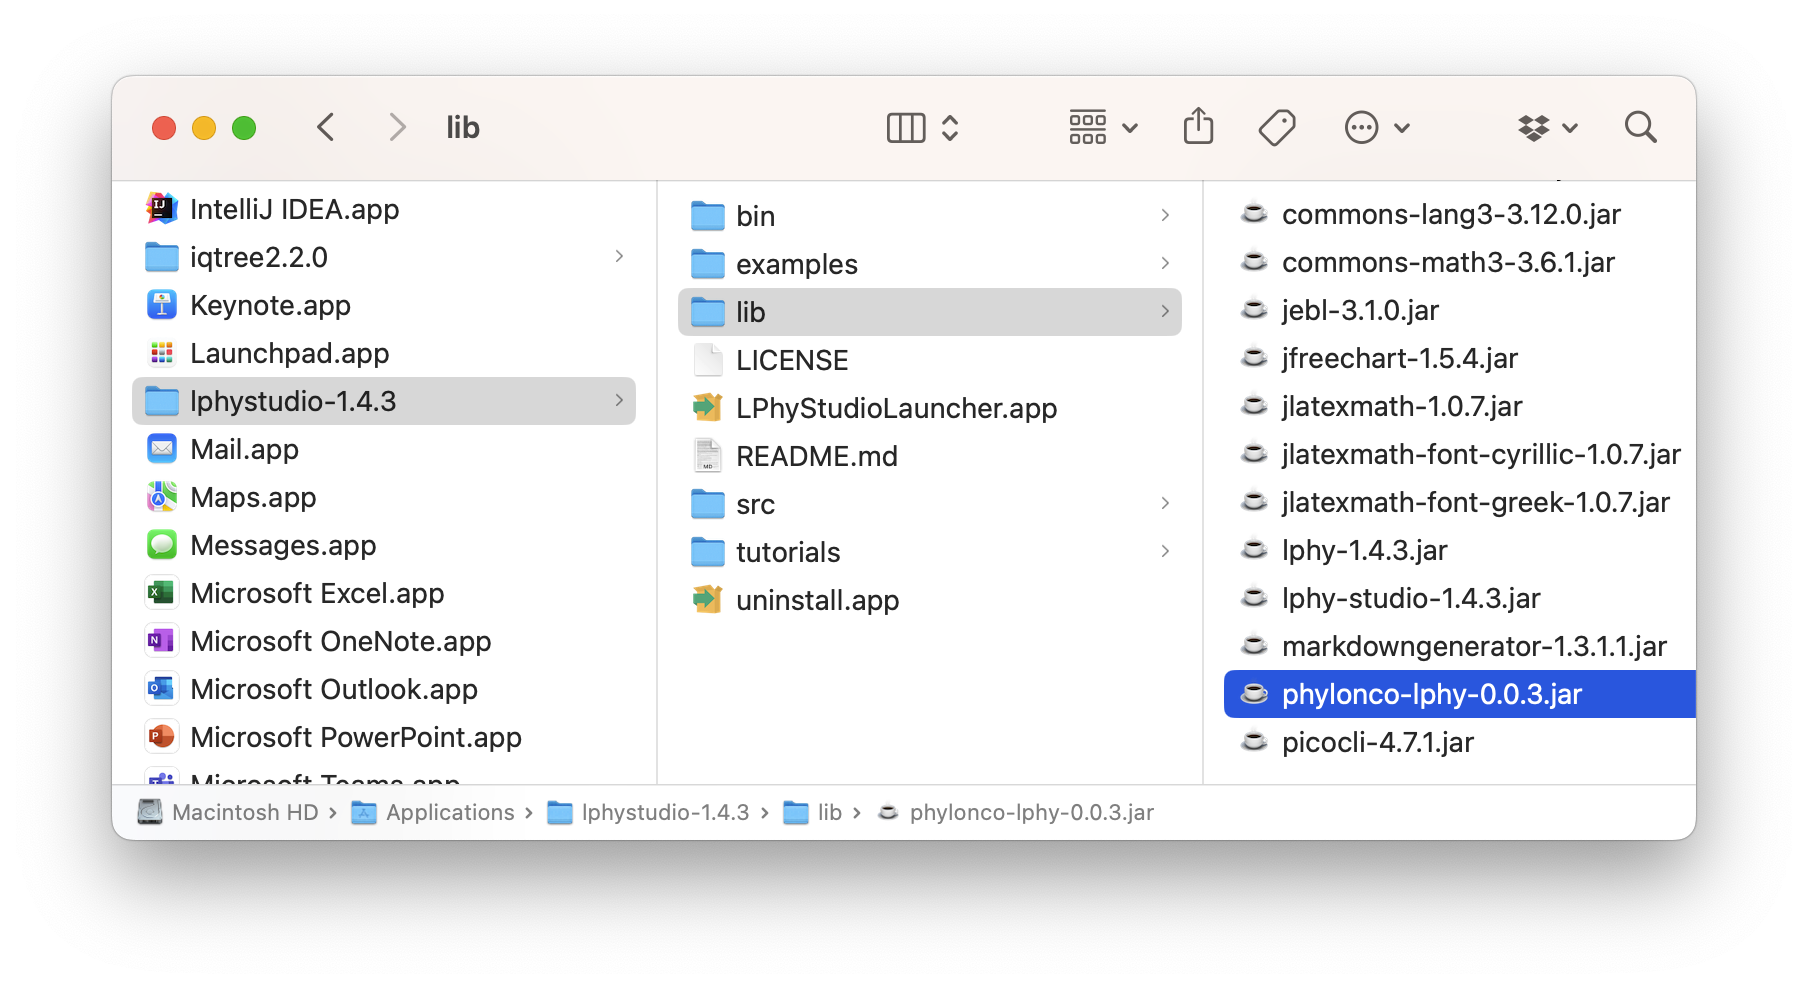 lib
IntelliJ IDEA.app
iqtree2.2.0
Keynote.app
Launchpad.app
lphystudio-1.4.3
Mail.app
Maps.app
Messages.app
Microsoft Excel.app
Microsoft OneNote.app
Microsoft Outlook.app
Microsoft PowerPoint.app
Microsoft Teams.app
bin
examples
lib
LICENSE
LPhyStudioLauncher.app
README.md
src
tutorials
uninstall.app
commons-lang3-3.12.0.jar
commons-math3-3.6.1.jar
jebl-3.1.0.jar
jfreechart-1.5.4.jar
jlatexmath-1.0.7.jar
jlatexmath-font-cyrillic-1.0.7.jar
jlatexmath-font-greek-1.0.7.jar
lphy-1.4.3.jar
lphy-studio-1.4.3.jar
markdowngenerator-1.3.1.1.jar
phylonco-lphy-0.0.3.jar
picocli-4.7.1.jar
Macintosh HD › Applications › lphystudio-1.4.3 › lib › phylonco-lphy-0.0.3.jar